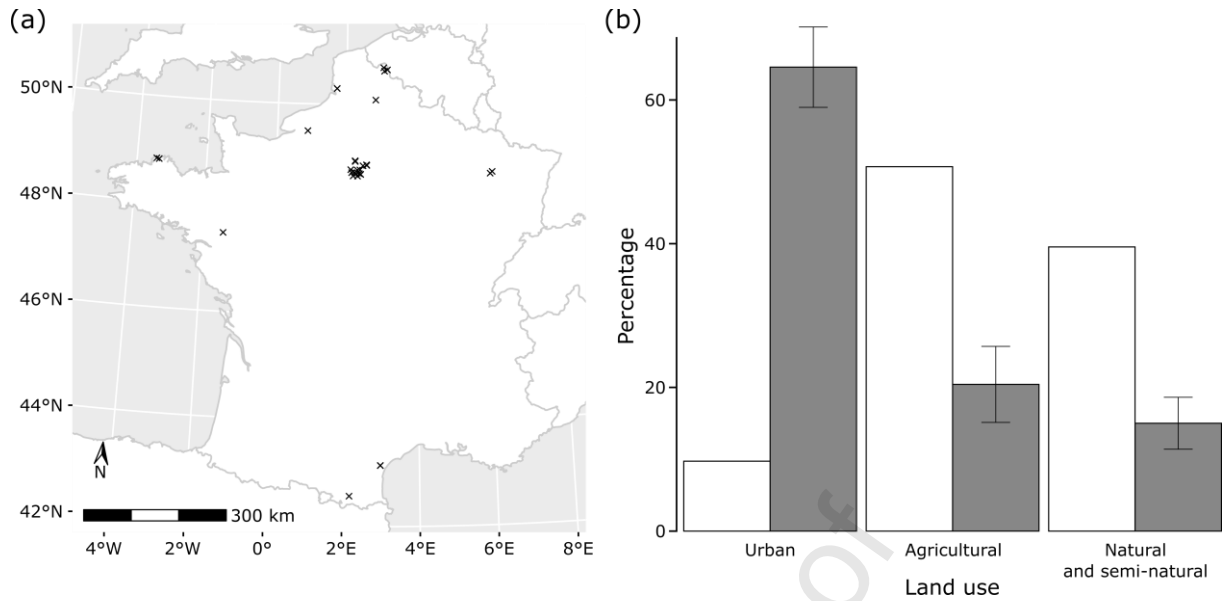 (a)
50°N
48°N
46°N
44°N
42°N
N
300 km
4°W 2°W 0° 2°E 4°E 6°E 8°E
(b)
Percentage
60
40
20
0
Urban Agricultural Natural
and semi-natural
Land use
of